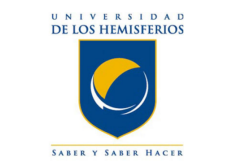 UNIVERSIDAD
DE LOS HEMISFERIOS
SABER Y SABER HACER